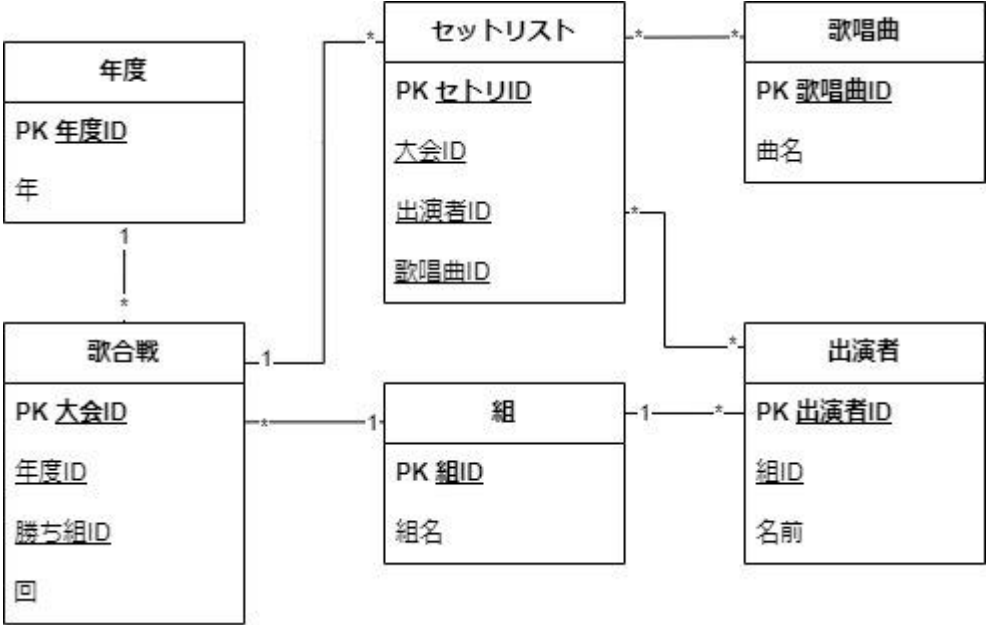 年度
PK 年度ID
年
1
*
歌合戦
PK 大会ID
年度ID
勝ち組ID
回
1
*
*
1
セットリスト
PK セトリID
大会ID
出演者ID
歌唱曲ID
*
*
*
*
組
PK 組ID
組名
1
*
歌唱曲
PK 歌唱曲ID
曲名
出演者
PK 出演者ID
組ID
名前